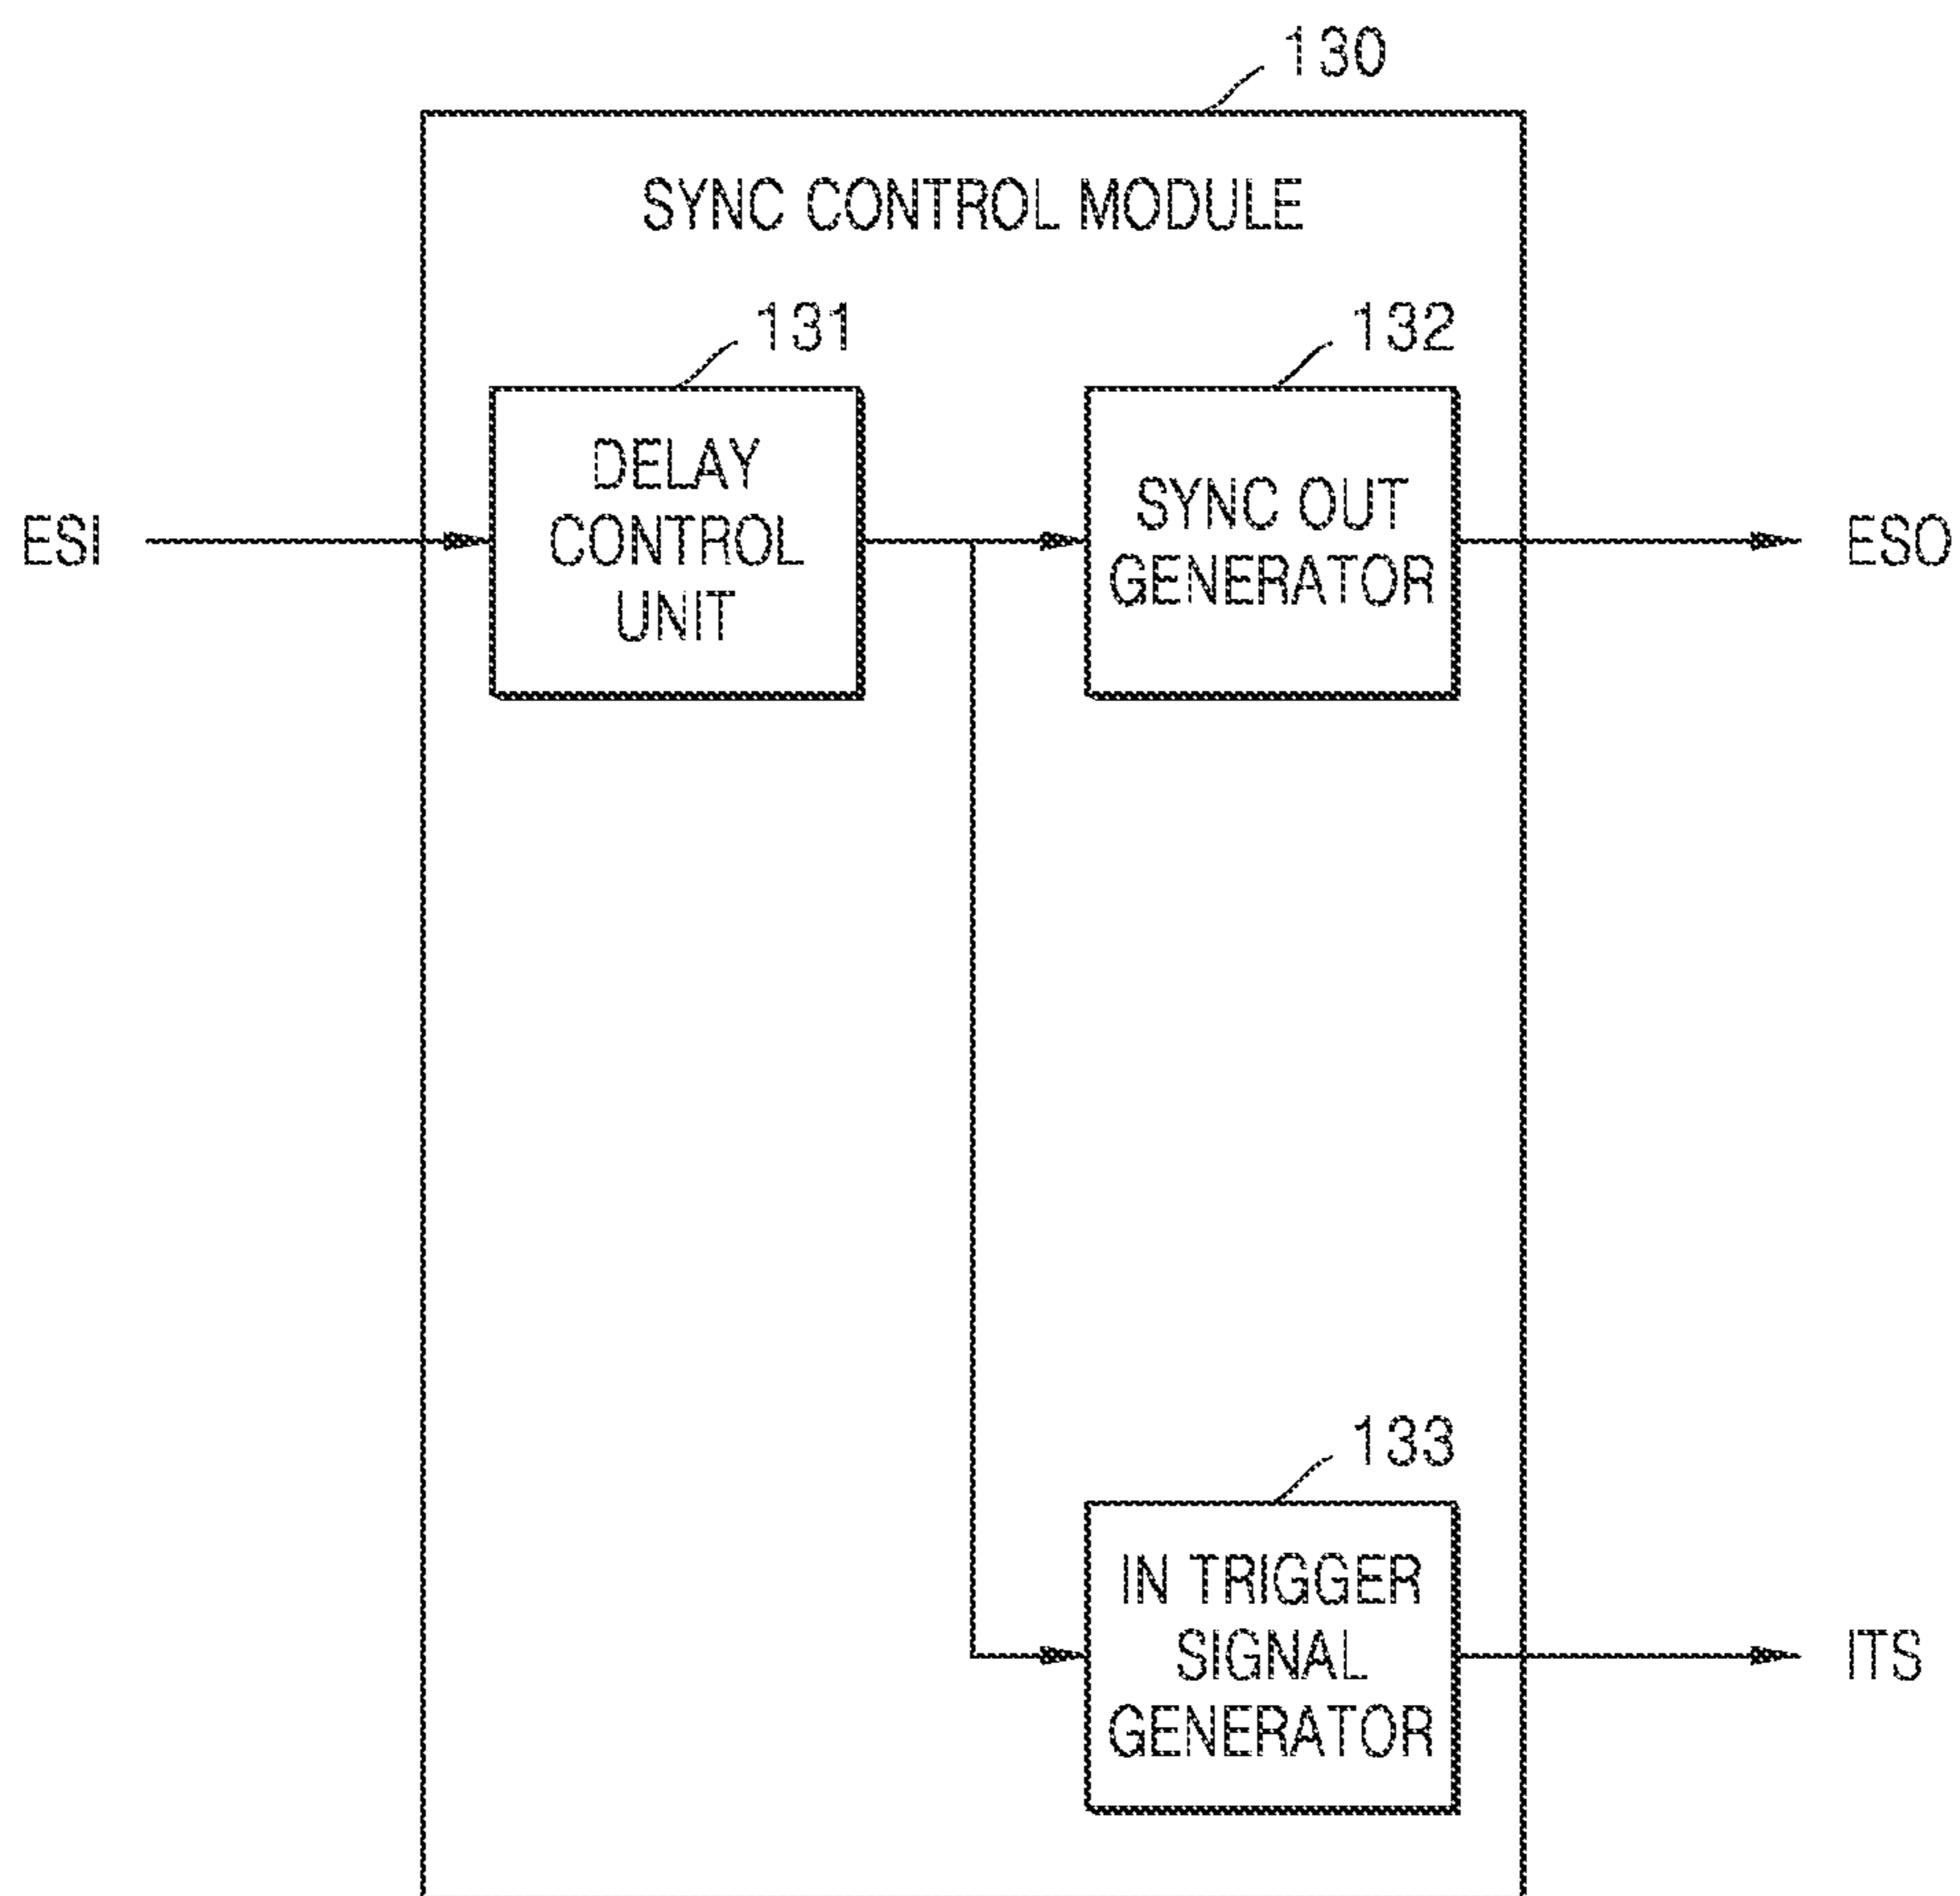 130
SYNC CONTROL MODULE
131
132
DELAY
CONTROL
UNIT
SYNC OUT
GENERATOR
ESI
ESO
133
IN TRIGGER
SIGNAL
GENERATOR
ITS